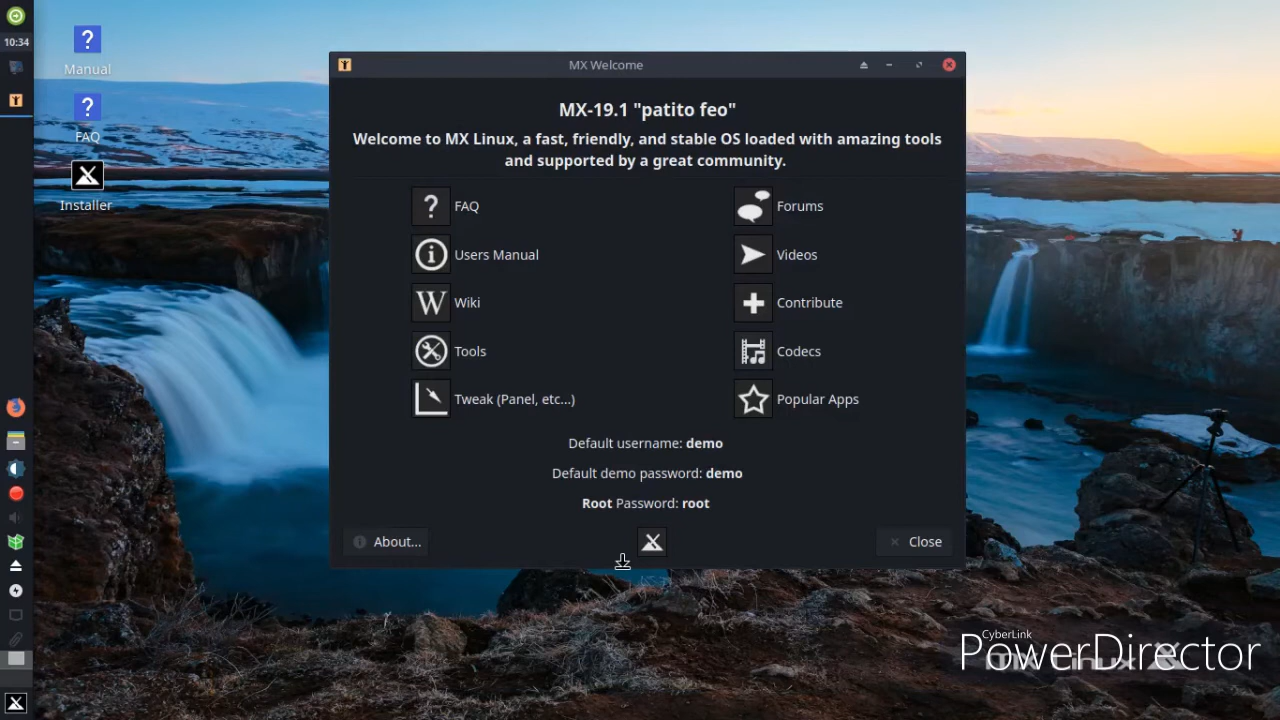 10:34
Manual
FAQ
Installer
MX Welcome
MX-19.1 "patito feo"
Welcome to MX Linux, a fast, friendly, and stable OS loaded with amazing tools
and supported by a great community.
FAQ
Forums
Users Manual
Videos
Wiki
Contribute
Tools
Codecs
Tweak (Panel, etc...)
Popular Apps
Default username: demo
Default demo password: demo
Root Password: root
About...
Close
CyberLink
PowerDirector